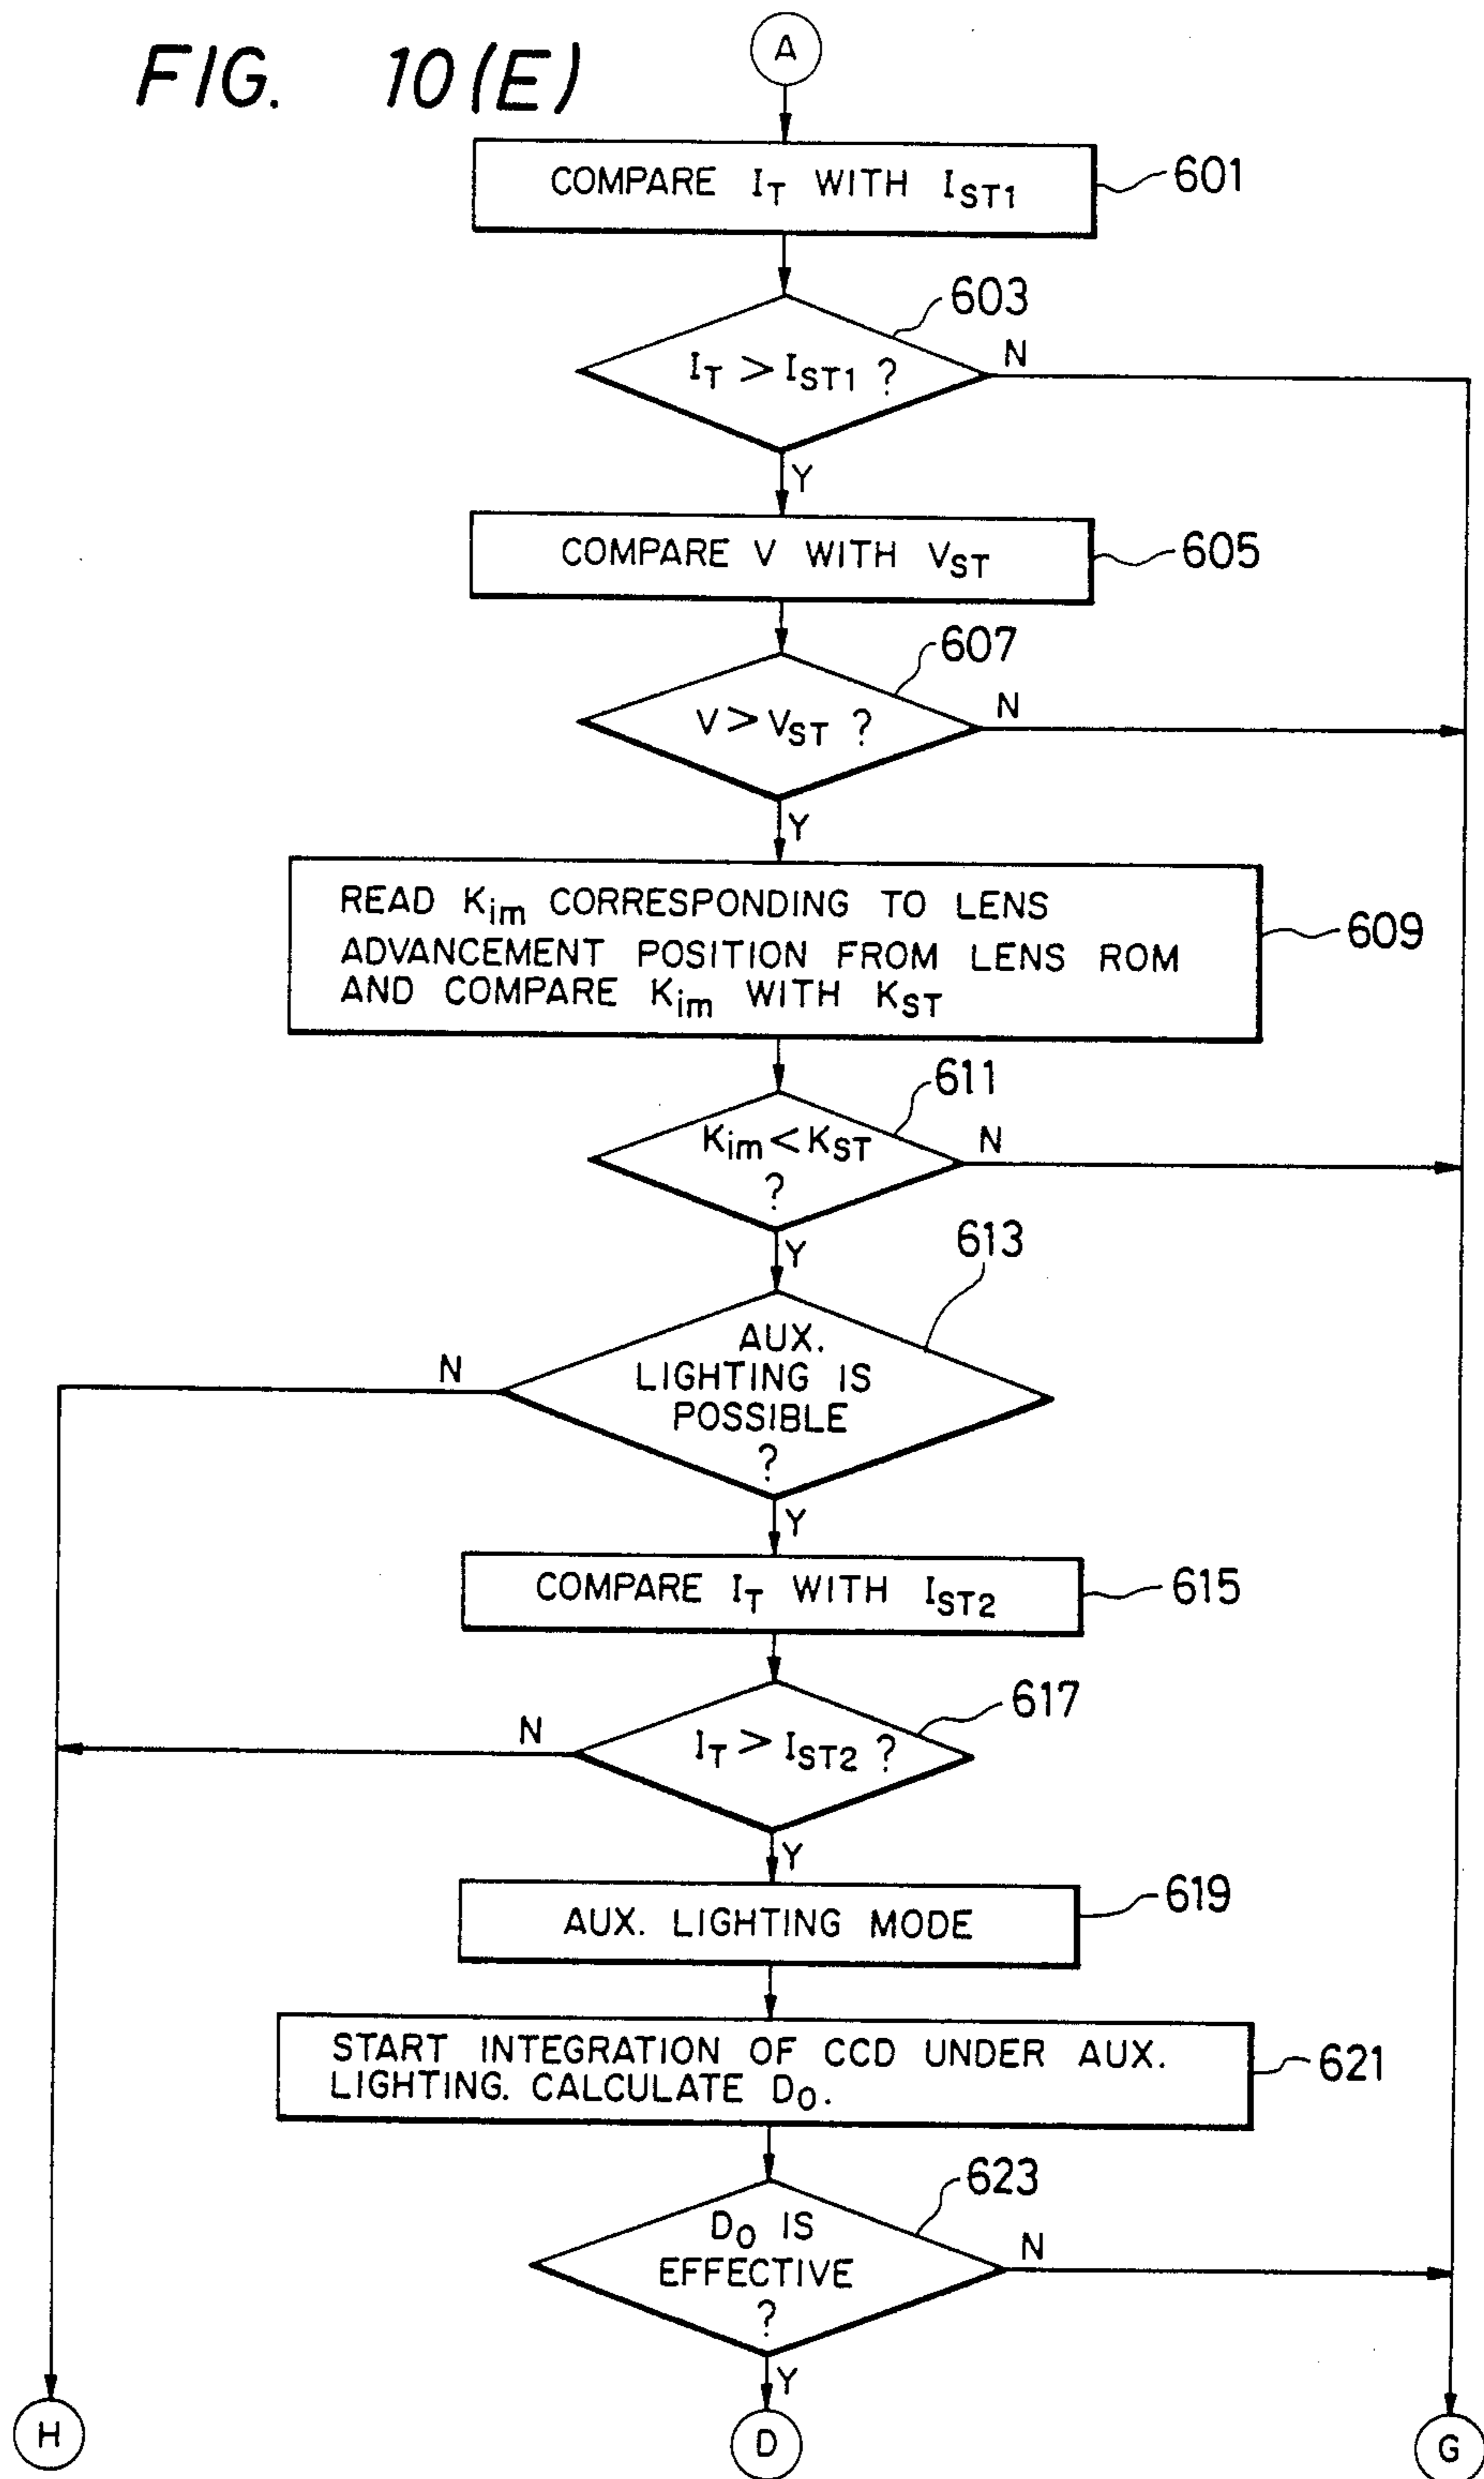 FIG. 10(E)
A
COMPARE I_T WITH I_ST1
601
603
I_T > I_ST1 ?
N
Y
COMPARE V WITH V_ST
605
607
V > V_ST ?
N
Y
READ K_im CORRESPONDING TO LENS
ADVANCEMENT POSITION FROM LENS ROM
AND COMPARE K_im WITH K_ST
609
611
K_im < K_ST
?
N
Y
613
AUX.
LIGHTING IS
POSSIBLE
?
N
Y
COMPARE I_T WITH I_ST2
615
617
I_T > I_ST2 ?
N
Y
AUX. LIGHTING MODE
619
START INTEGRATION OF CCD UNDER AUX.
LIGHTING. CALCULATE D_0.
621
623
D_0 IS
EFFECTIVE
?
N
Y
H
D
G